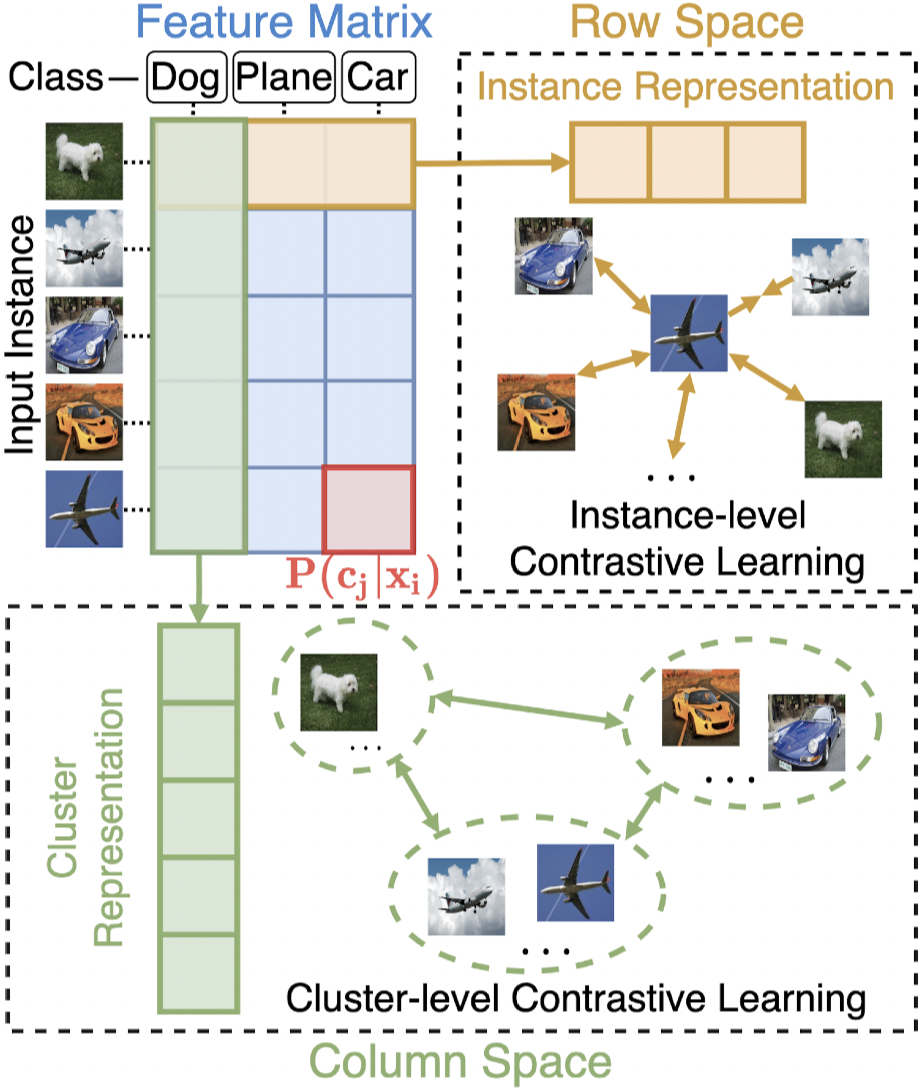 Feature Matrix
Class
Dog
Plane
Car
Input Instance
P(c_j|x_i)
Row Space
Instance Representation
...
Instance-level
Contrastive Learning
Cluster
Representation
...
...
...
Cluster-level Contrastive Learning
Column Space